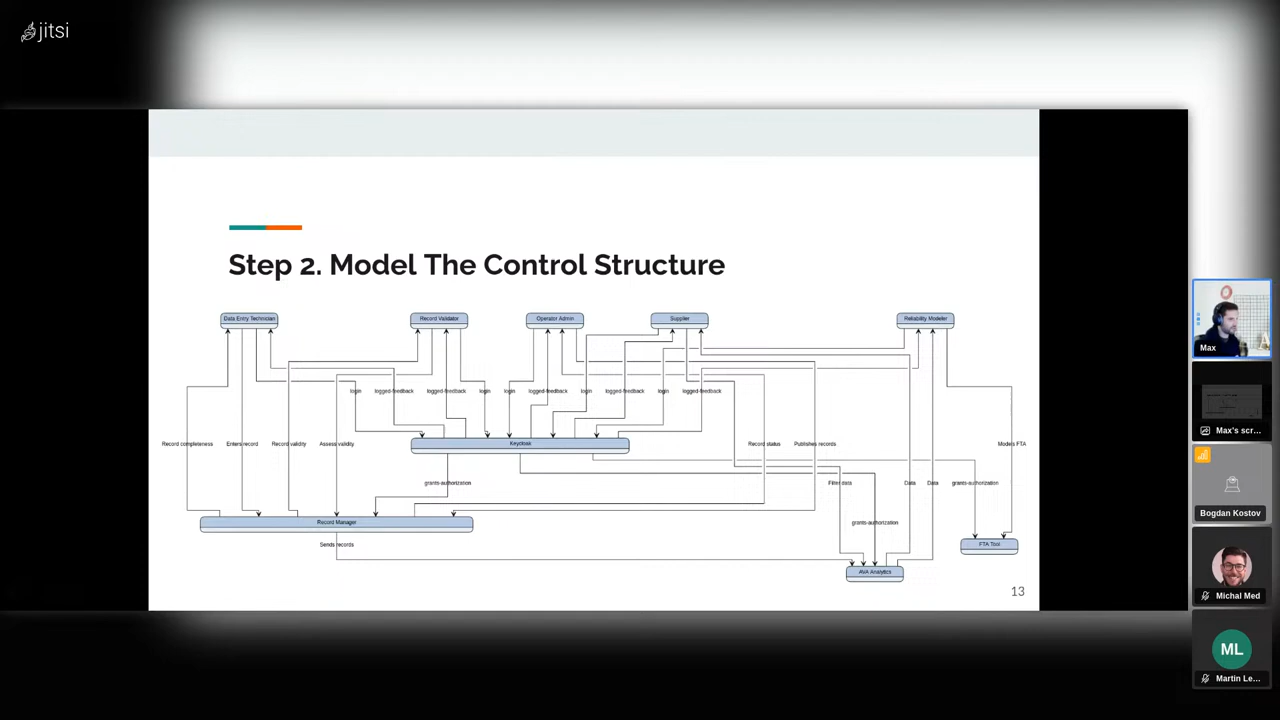 jitsi
Step 2. Model The Control Structure
Data Entry Technician
Record Validator
Operator Admin
Supplier
Reliability Modeler
login
logged-feedback
logged-feedback
login
login
logged-feedback
login
logged-feedback
login
logged-feedback
Record completeness
Enters record
Record validity
Assess validity
Keycloak
Record status
Publishes records
Models FTA
grants-authorization
Filter data
Data
Data
grants-authorization
Record Manager
grants-authorization
Sends records
FTA Tool
AVA Analytics
13
Max
Max's scr...
Bogdan Kostov
Michal Med
ML
Martin Le...